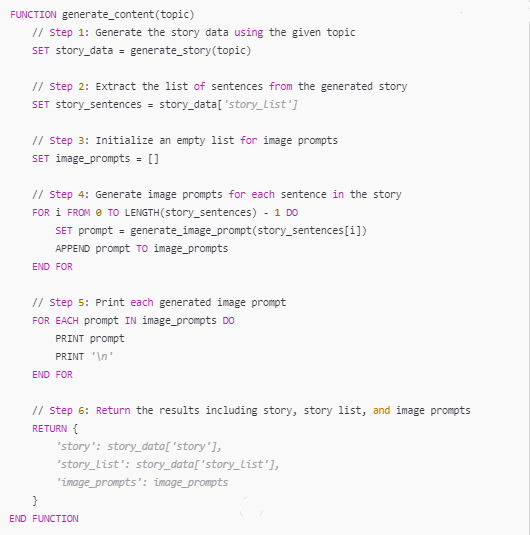 FUNCTION generate_content(topic)
// Step 1: Generate the story data using the given topic
SET story_data = generate_story(topic)
// Step 2: Extract the list of sentences from the generated story
SET story_sentences = story_data['story_list']
// Step 3: Initialize an empty list for image prompts
SET image_prompts = []
// Step 4: Generate image prompts for each sentence in the story
FOR i FROM 0 TO LENGTH(story_sentences) - 1 DO
SET prompt = generate_image_prompt(story_sentences[i])
APPEND prompt TO image_prompts
END FOR
// Step 5: Print each generated image prompt
FOR EACH prompt IN image_prompts DO
PRINT prompt
PRINT '\n'
END FOR
// Step 6: Return the results including story, story list, and image prompts
RETURN {
'story': story_data['story'],
'story_list': story_data['story_list'],
'image_prompts': image_prompts
}
END FUNCTION